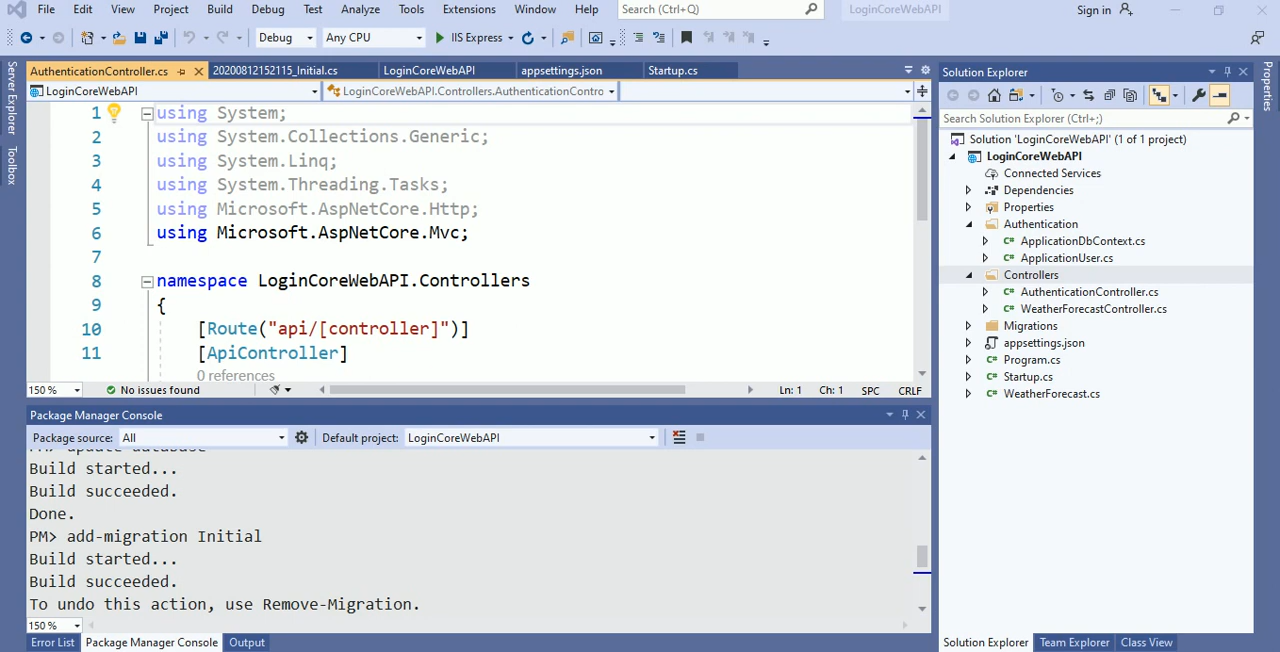 File Edit View Project Build Debug Test Analyze Tools Extensions Window Help Search (Ctrl+Q) LoginCoreWebAPI Sign in
Debug Any CPU IIS Express
Server Explorer
Toolbox
AuthenticationController.cs 20200812152115_Initial.cs LoginCoreWebAPI appsettings.json Startup.cs
LoginCoreWebAPI LoginCoreWebAPI.Controllers.AuthenticationContro
1 using System;
2 using System.Collections.Generic;
3 using System.Linq;
4 using System.Threading.Tasks;
5 using Microsoft.AspNetCore.Http;
6 using Microsoft.AspNetCore.Mvc;
7
8 namespace LoginCoreWebAPI.Controllers
9 {
10 [Route("api/[controller]")]
11 [ApiController]
0 references
150 % No issues found Ln: 1 Ch: 1 SPC CRLF
Package Manager Console
Package source: All Default project: LoginCoreWebAPI
Build started...
Build succeeded.
Done.
PM> add-migration Initial
Build started...
Build succeeded.
To undo this action, use Remove-Migration.
150 %
Error List Package Manager Console Output
Solution Explorer
Search Solution Explorer (Ctrl+;)
Solution 'LoginCoreWebAPI' (1 of 1 project)
LoginCoreWebAPI
Connected Services
Dependencies
Properties
Authentication
C# ApplicationDbContext.cs
C# ApplicationUser.cs
Controllers
C# AuthenticationController.cs
C# WeatherForecastController.cs
Migrations
appsettings.json
C# Program.cs
C# Startup.cs
C# WeatherForecast.cs
Solution Explorer Team Explorer Class View
Properties